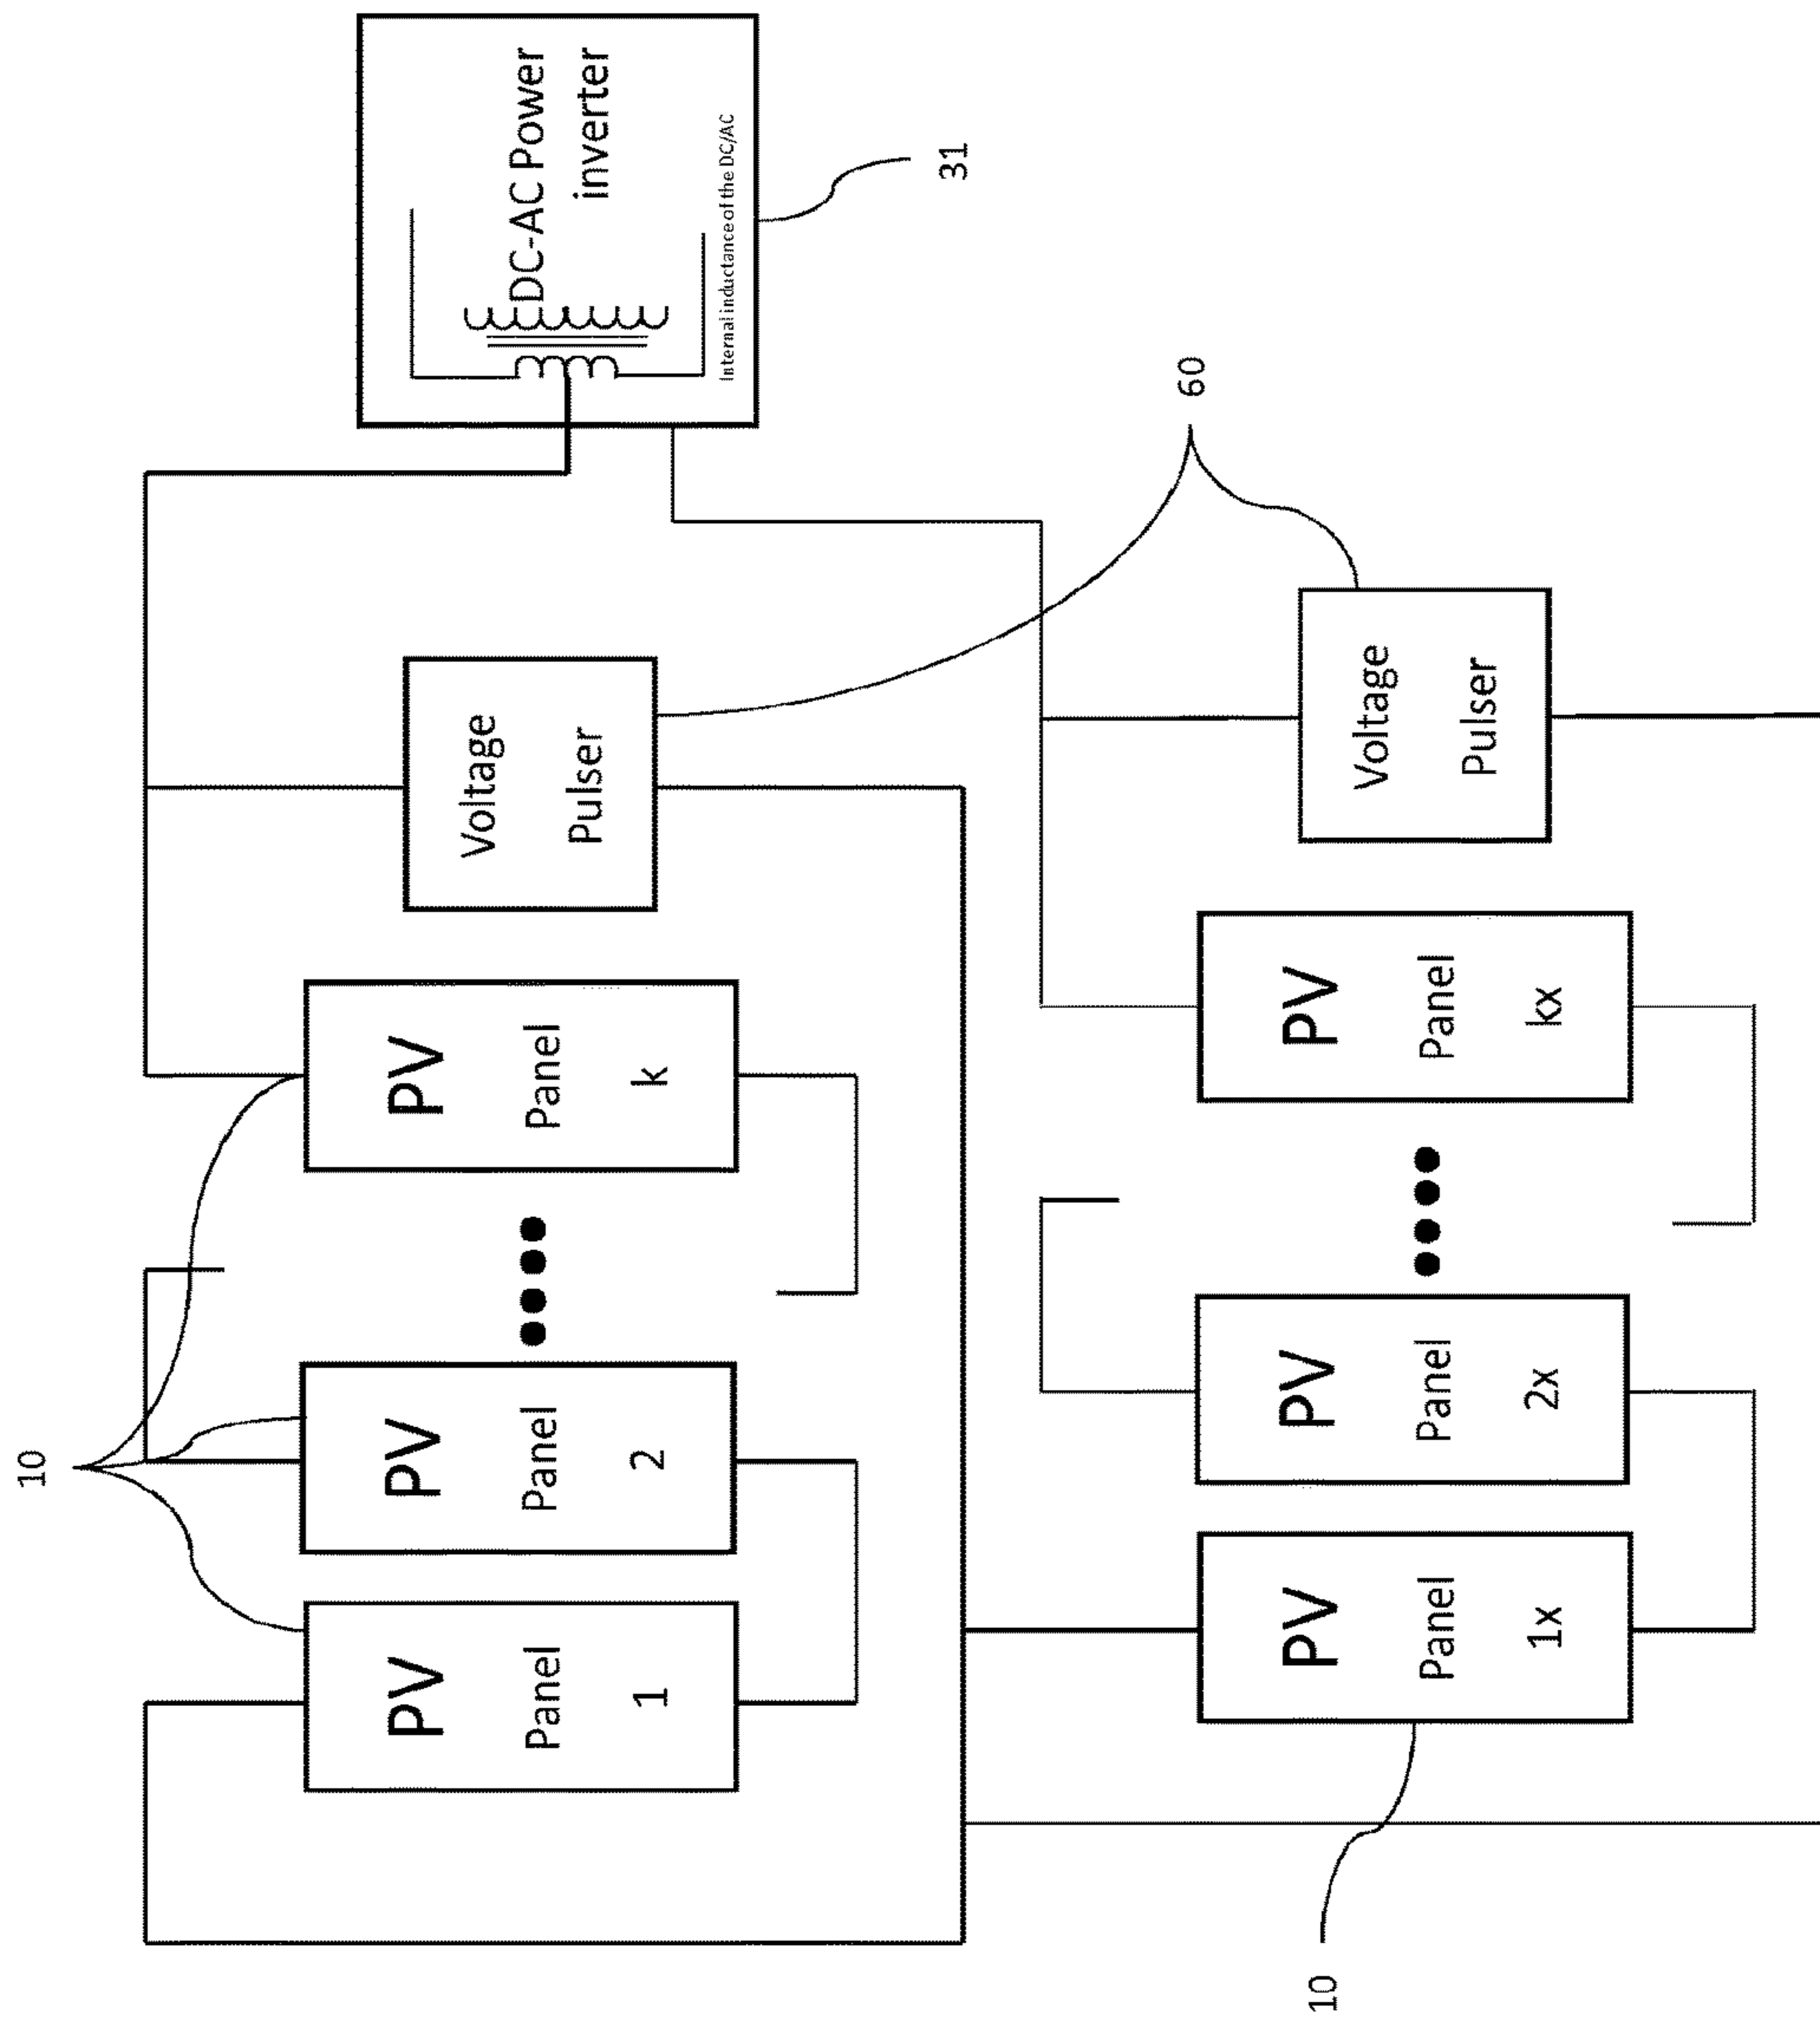 10
PV
Panel
1
PV
Panel
2
PV
Panel
k
Voltage
Pulser
DC-AC Power
inverter
Internal inductance of the DC/AC
31
60
10
PV
Panel
1x
PV
Panel
2x
PV
Panel
kx
Voltage
Pulser